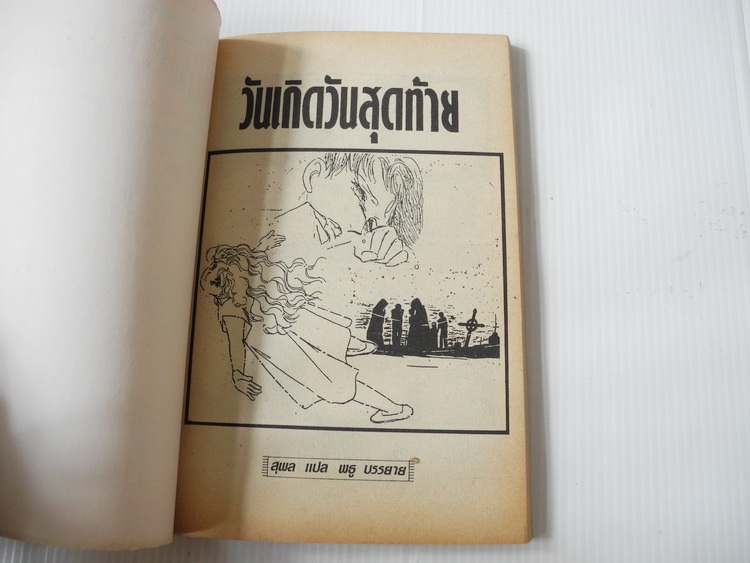 วันเกิดวันสุดท้าย
สุพล แปล พธู บรรยาย